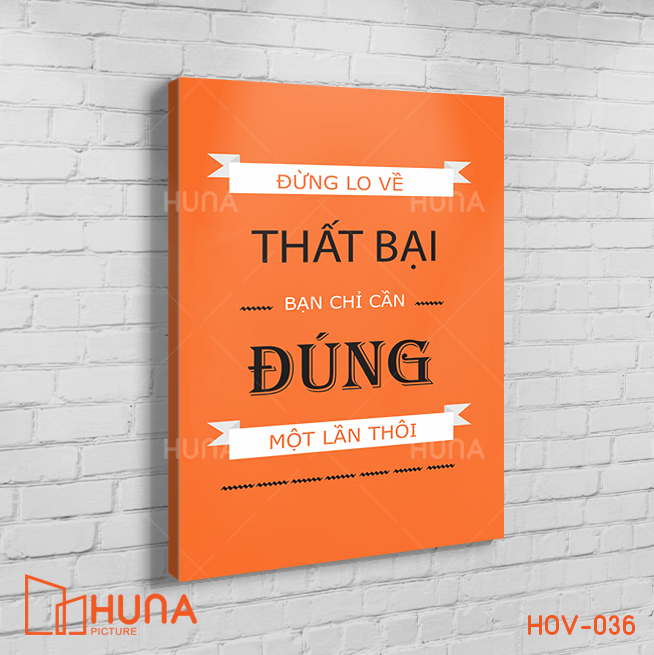 ĐỪNG LO VỀ
THẤT BẠI
BẠN CHỈ CẦN
ĐÚNG
MỘT LẦN THÔI
HUNA HUNA
HUNA HUNA
HUNA
PICTURE
HOV-036